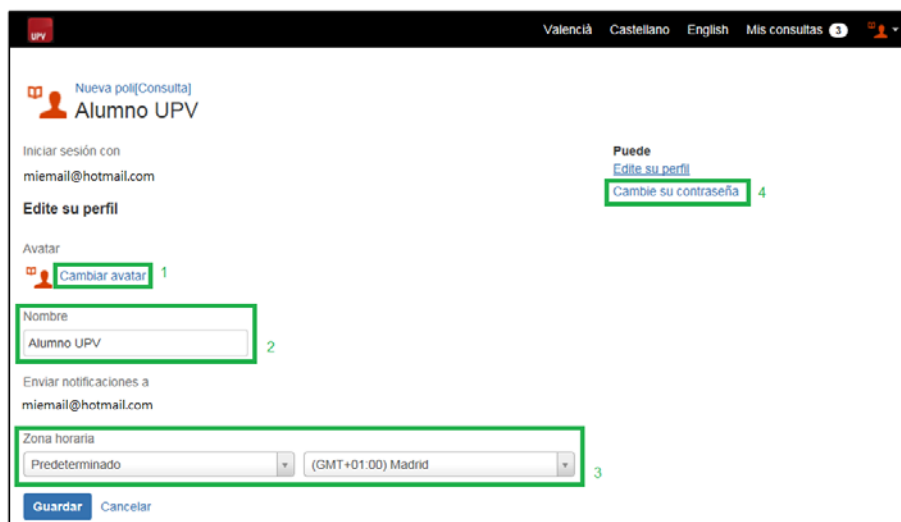 UPV
Valencià Castellano English Mis consultas 3
Nueva poli[Consulta]
Alumno UPV
Iniciar sesión con
miemail@hotmail.com
Puede
Edite su perfil
Cambie su contraseña 4
Edite su perfil
Avatar
Cambiar avatar 1
Nombre
Alumno UPV
2
Enviar notificaciones a
miemail@hotmail.com
Zona horaria
Predeterminado (GMT+01:00) Madrid
3
Guardar Cancelar